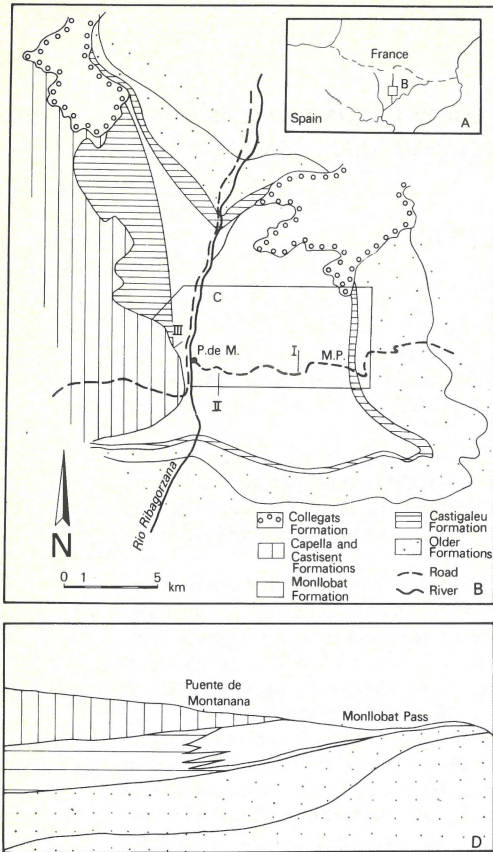 France
B
Spain
A
C
III
P.de M.
I
M.P.
II
Rio Ribagorzana
N
0 1 5
km
Collegats
Formation
Capella and
Castisent
Formations
Monllobat
Formation
Castigaleu
Formation
Older
Formations
Road
River
B
Puente de
Montanana
Monllobat Pass
D